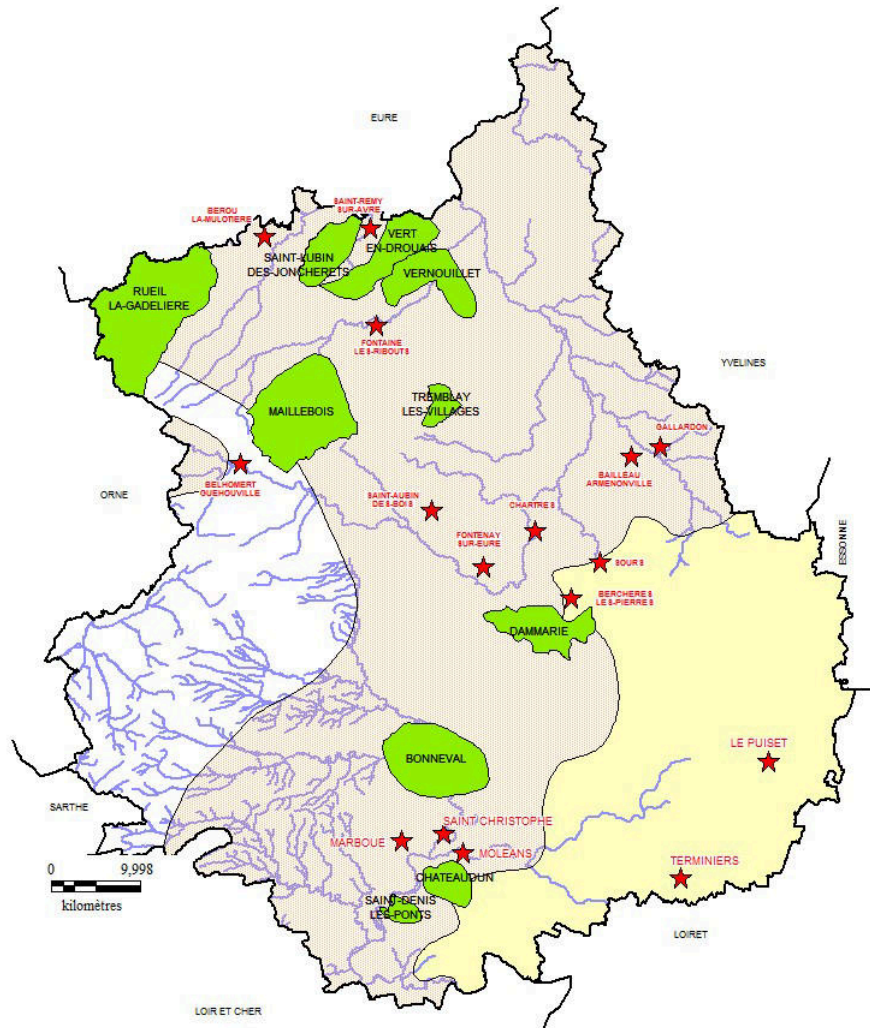 EURE
BEROU
LA-MULOTIERE
SAINT-REMY
SUR-AVRE
VERT
EN-DROUAIS
SAINT-LUBIN
DES-JONCHERETS
VERNOUILLET
RUEIL
LA-GADELIERE
FONTAINE
LES-RIBOUTS
YVELINES
MAILLEBOIS
TREMBLAY
LES-VILLAGES
GALLARDON
BAILLEAU
ARMENONVILLE
ORNE
BELHOMERT
GUEHOUVILLE
SAINT-AUBIN
DES-BOIS
CHARTRES
FONTENAY
SUR-EURE
ESSONNE
SOURS
BERCHERES
LES-PIERRES
DAMMARIE
LE PUISET
BONNEVAL
SARTHE
SAINT CHRISTOPHE
MARBOUE
MOLEANS
0 9,998
kilomètres
CHATEAUDUN
TERMINIERS
SAINT-DENIS
LES-PONTS
LOIRET
LOIR ET CHER